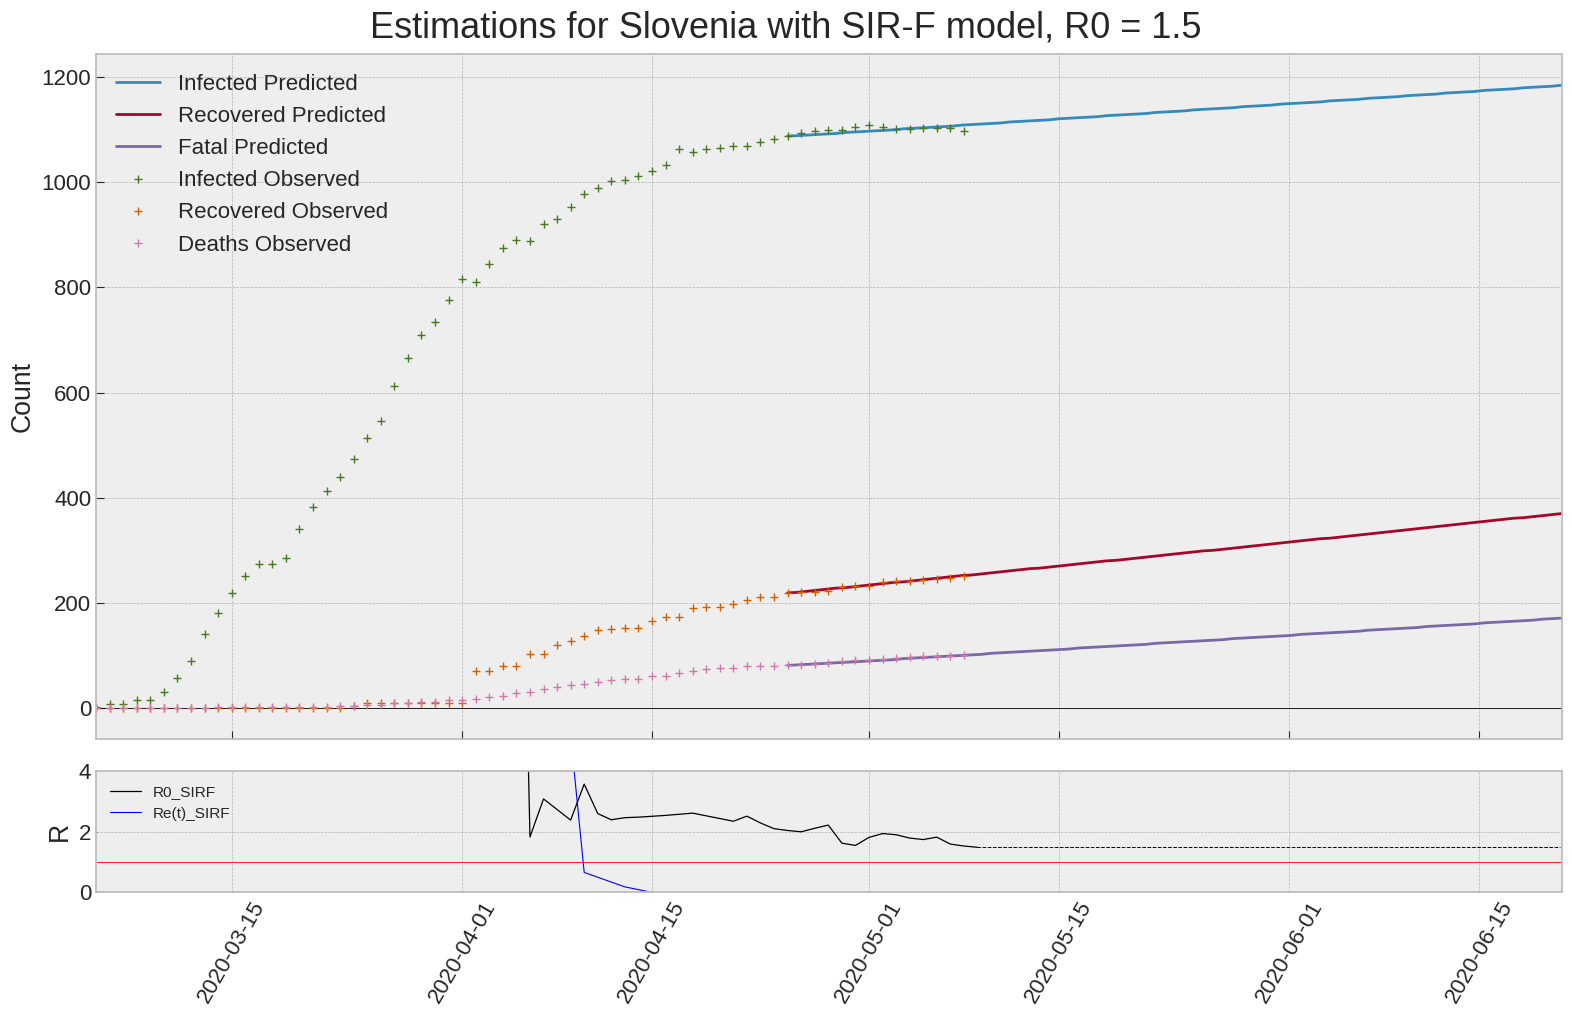 Estimations for Slovenia with SIR-F model, R0 = 1.5
Infected Predicted
Recovered Predicted
Fatal Predicted
Infected Observed
Recovered Observed
Deaths Observed
1200
1000
800
600
400
200
0
Count
R0_SIRF
Re(t)_SIRF
4
2
0
R
2020-03-15
2020-04-01
2020-04-15
2020-05-01
2020-05-15
2020-06-01
2020-06-15